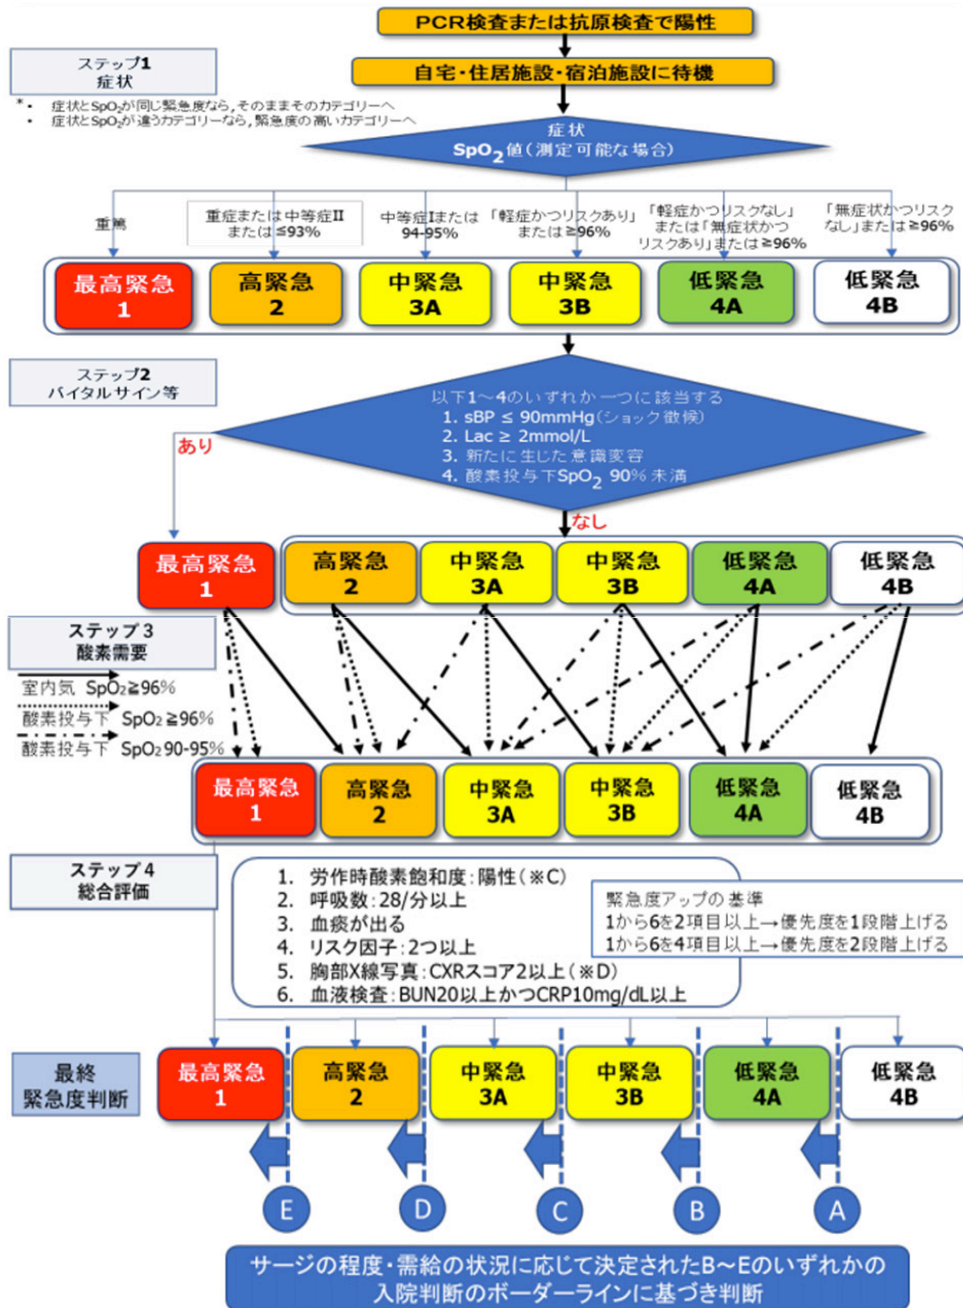 PCR検査または抗原検査で陽性
ステップ1
症状
自宅・住居施設・宿泊施設に待機
*・ 症状とSpO₂が同じ緊急度なら,そのままそのカテゴリーへ
・ 症状とSpO₂が違うカテゴリーなら,緊急度の高いカテゴリーへ
症状
SpO₂値(測定可能な場合)
重篤
重症または中等症II
または≦93%
中等症Iまたは
94-95%
「軽症かつリスクあり」
または≧96%
「軽症かつリスクなし」
または「無症状かつ
リスクあり」または≧96%
「無症状かつリスク
なし」または≧96%
最高緊急
1
高緊急
2
中緊急
3A
中緊急
3B
低緊急
4A
低緊急
4B
ステップ2
バイタルサイン等
以下1~4のいずれか一つに該当する
1. sBP ≤ 90mmHg(ショック徴候)
2. Lac ≥ 2mmol/L
3. 新たに生じた意識変容
4. 酸素投与下SpO₂ 90%未満
あり
なし
最高緊急
1
高緊急
2
中緊急
3A
中緊急
3B
低緊急
4A
低緊急
4B
ステップ3
酸素需要
室内気 SpO₂≧96%
酸素投与下 SpO₂≧96%
酸素投与下 SpO₂90-95%
最高緊急
1
高緊急
2
中緊急
3A
中緊急
3B
低緊急
4A
低緊急
4B
ステップ4
総合評価
1. 労作時酸素飽和度:陽性(※C)
2. 呼吸数:28/分以上
3. 血痰が出る
4. リスク因子:2つ以上
5. 胸部X線写真:CXRスコア2以上(※D)
6. 血液検査:BUN20以上かつCRP10mg/dL以上
緊急度アップの基準
1から6を2項目以上→優先度を1段階上げる
1から6を4項目以上→優先度を2段階上げる
最終
緊急度判断
最高緊急
1
高緊急
2
中緊急
3A
中緊急
3B
低緊急
4A
低緊急
4B
E
D
C
B
A
サージの程度・需給の状況に応じて決定されたB~Eのいずれかの
入院判断のボーダーラインに基づき判断